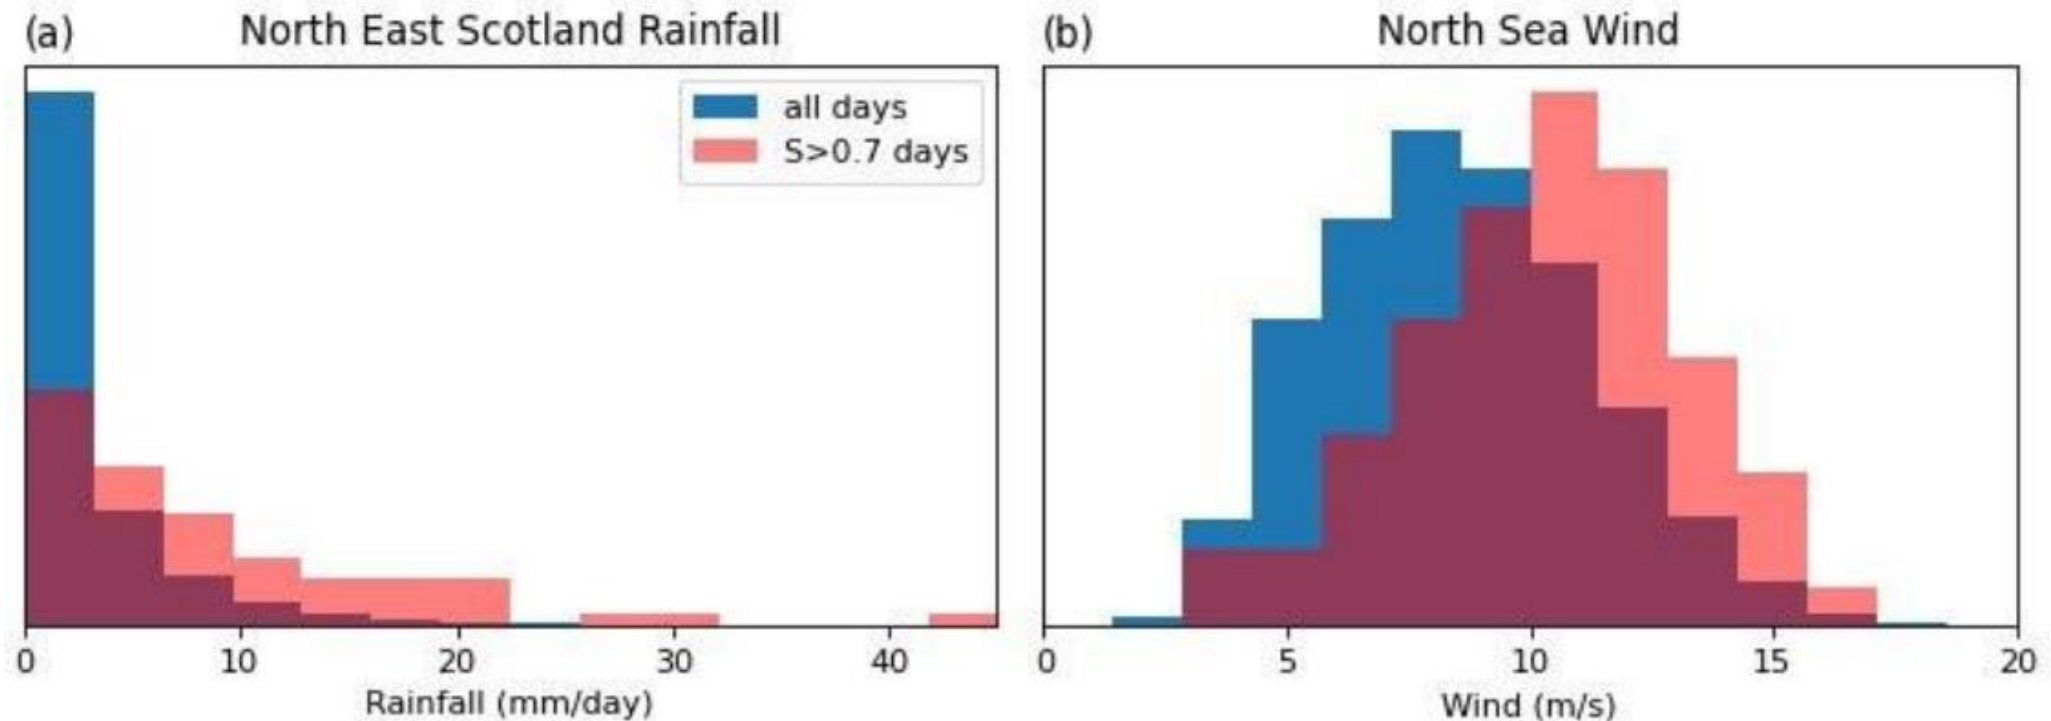 (a) North East Scotland Rainfall
all days
S>0.7 days
0 10 20 30 40
Rainfall (mm/day)
(b) North Sea Wind
0 5 10 15 20
Wind (m/s)